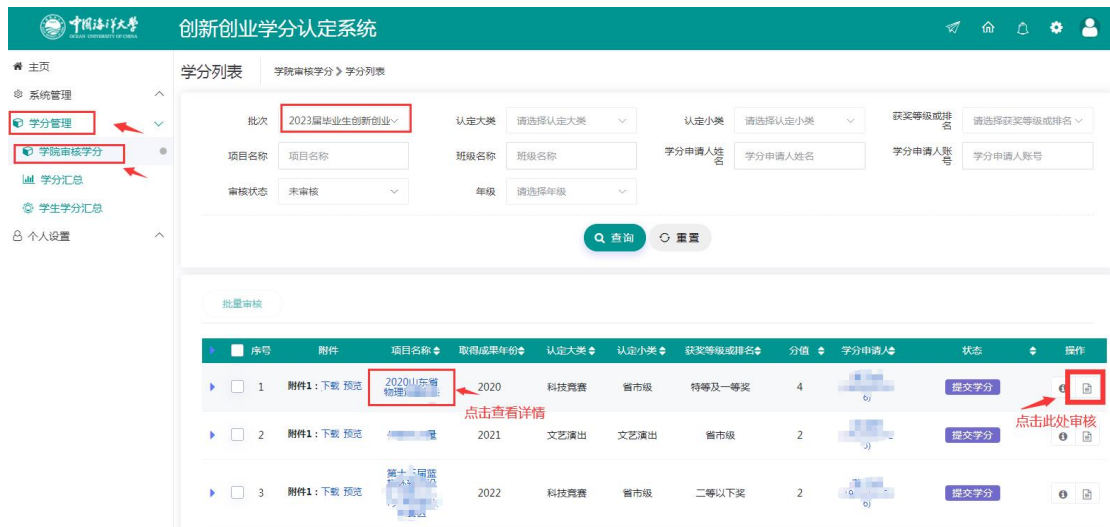 中国海洋大学
OCEAN UNIVERSITY OF CHINA
创新创业学分认定系统
主页
系统管理
学分管理
学院审核学分
学分汇总
学生学分汇总
个人设置
学分列表 学院审核学分 》 学分列表
批次 2023届毕业生创新创业 认定大类 请选择认定大类 认定小类 请选择认定小类 获奖等级或排名 请选择获奖等级或排名
项目名称 项目名称 班级名称 班级名称 学分申请人姓名 学分申请人姓名 学分申请人账号 学分申请人账号
审核状态 未审核 年级 请选择年级
查询 重置
批量审核
序号 附件 项目名称 取得成果年份 认定大类 认定小类 获奖等级或排名 分值 学分申请人 状态 操作
1 附件1：下载 预览 2020山东省 2020 科技竞赛 省市级 特等及一等奖 4 6) 提交学分
物理
点击查看详情 点击此处审核
2 附件1：下载 预览 2021 文艺演出 文艺演出 省市级 2 提交学分
3 附件1：下载 预览 2022 科技竞赛 省市级 二等以下奖 2 6) 提交学分